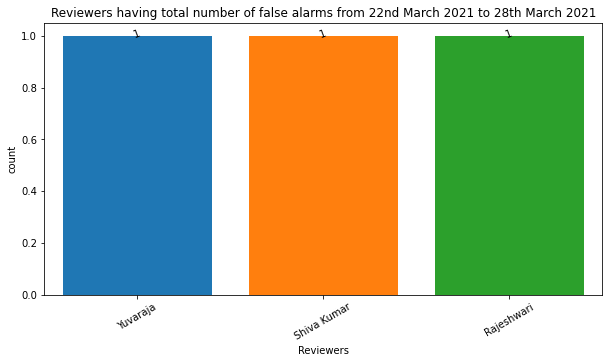 Reviewers having total number of false alarms from 22nd March 2021 to 28th March 2021
1 1 1
1.0
0.8
0.6
0.4
0.2
0.0
count
Yuvaraja Shiva Kumar Rajeshwari
Reviewers